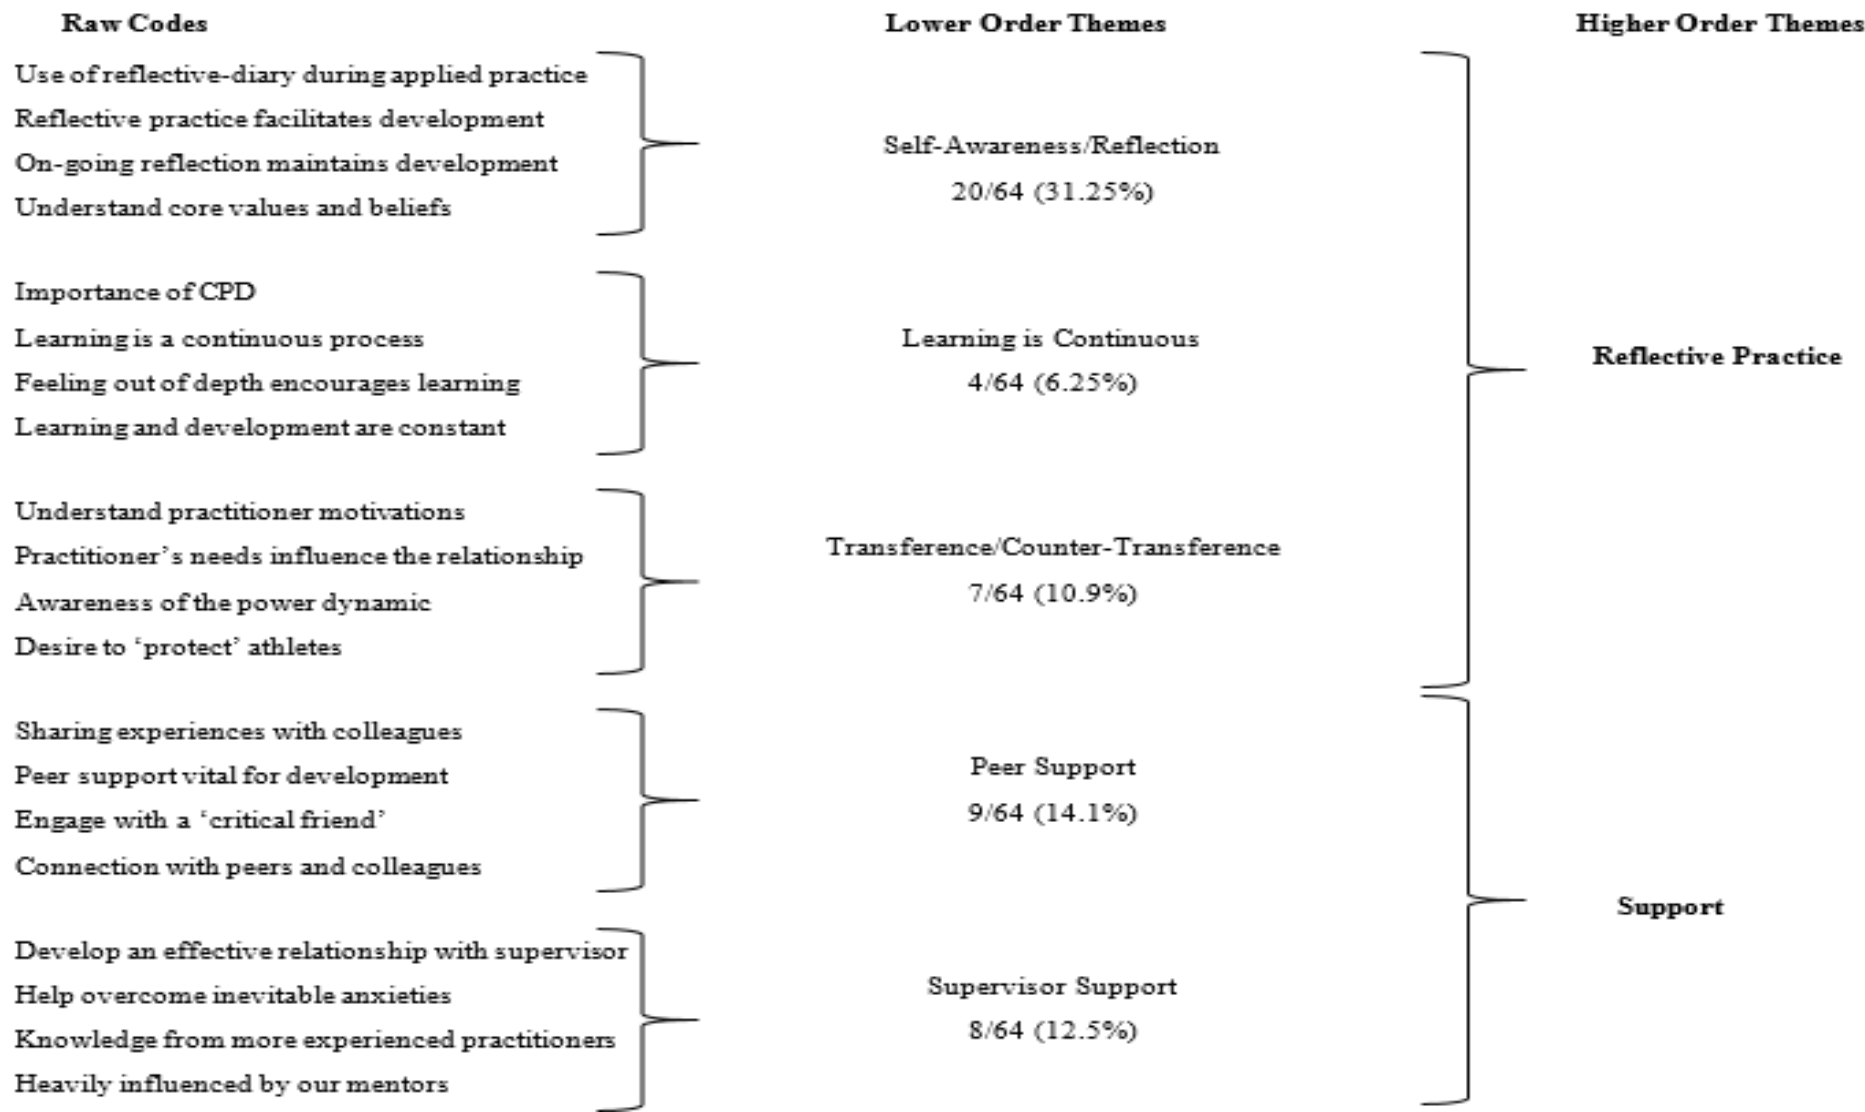 Raw Codes
Lower Order Themes
Higher Order Themes
Use of reflective-diary during applied practice
Reflective practice facilitates development
On-going reflection maintains development
Understand core values and beliefs
Self-Awareness/Reflection
20/64 (31.25%)
Importance of CPD
Learning is a continuous process
Feeling out of depth encourages learning
Learning and development are constant
Learning is Continuous
4/64 (6.25%)
Reflective Practice
Understand practitioner motivations
Practitioner’s needs influence the relationship
Awareness of the power dynamic
Desire to ‘protect’ athletes
Transference/Counter-Transference
7/64 (10.9%)
Sharing experiences with colleagues
Peer support vital for development
Engage with a ‘critical friend’
Connection with peers and colleagues
Peer Support
9/64 (14.1%)
Support
Develop an effective relationship with supervisor
Help overcome inevitable anxieties
Knowledge from more experienced practitioners
Heavily influenced by our mentors
Supervisor Support
8/64 (12.5%)